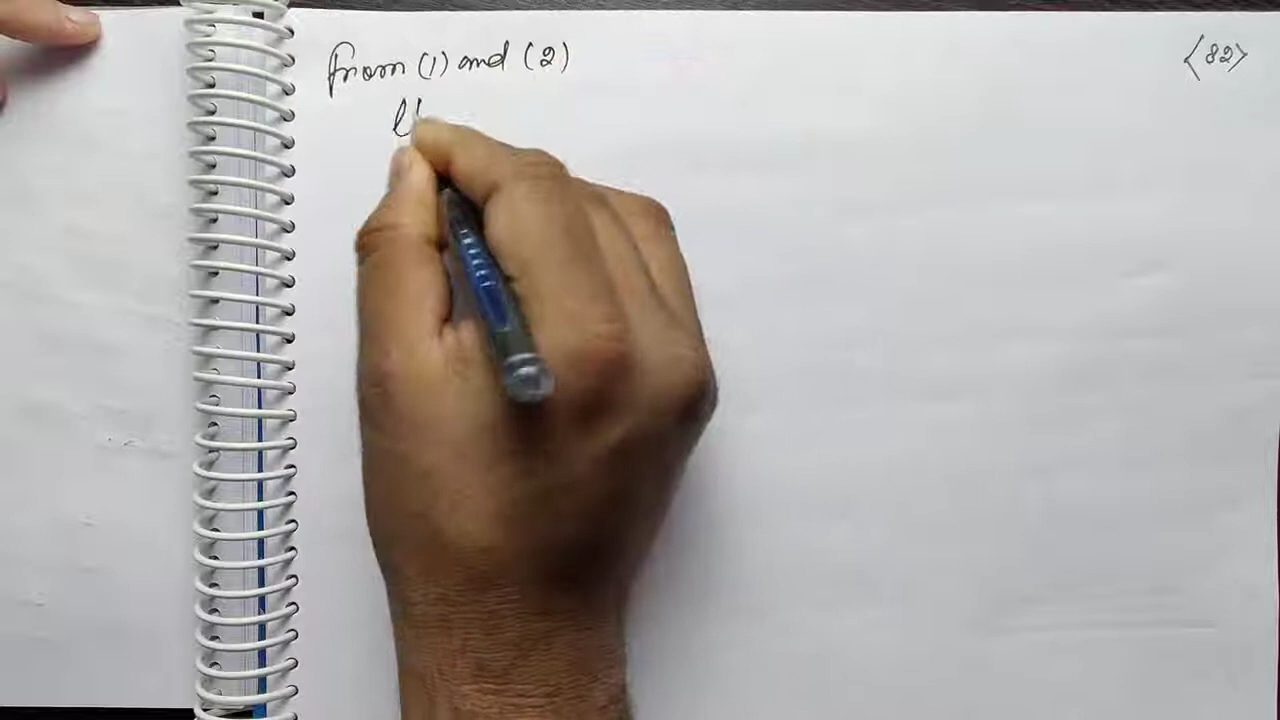 from (1) and (2) <82>